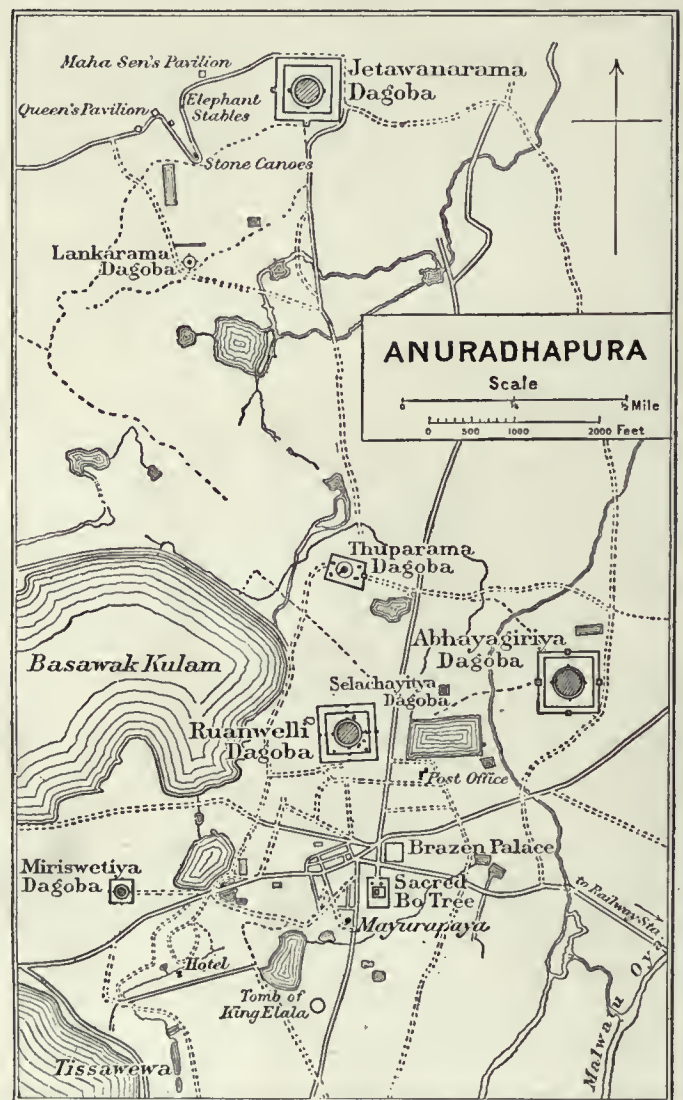 Maha Sen's Pavilion
Jetawanarama
Dagoba
Queen's Pavilion
Elephant
Stables
Stone Canoes
Lankarama
Dagoba
ANURADHAPURA
Scale
0 ¼ ½ Mile
0 500 1000 2000 Feet
Thuparama
Dagoba
Abhayagiriya
Dagoba
Basawak Kulam
Selachayitya
Dagoba
Ruanwelli
Dagoba
Post Office
Brazen Palace
Miriswetiya
Dagoba
Sacred
Bo Tree
to Railway Sta.
Mayurapaya
Hotel
Tomb of
King Elala
Tissawewa
Malwatu Oy